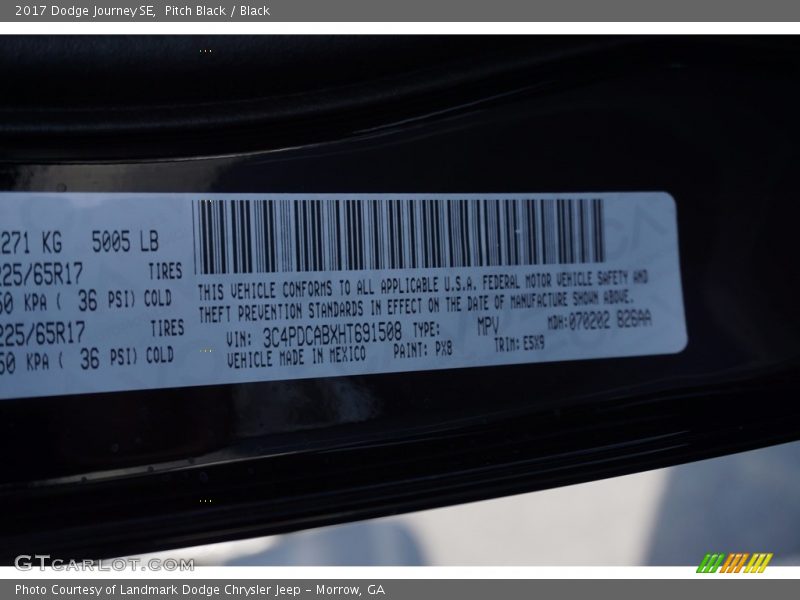 2017 Dodge Journey SE, Pitch Black / Black
271 KG 5005 LB
225/65R17 TIRES
50 KPA ( 36 PSI) COLD
225/65R17 TIRES
50 KPA ( 36 PSI) COLD
THIS VEHICLE CONFORMS TO ALL APPLICABLE U.S.A. FEDERAL MOTOR VEHICLE SAFETY AND
THEFT PREVENTION STANDARDS IN EFFECT ON THE DATE OF MANUFACTURE SHOWN ABOVE.
VIN: 3C4PDCABXHT691508 TYPE: MPV MDH:070202 826AA
VEHICLE MADE IN MEXICO PAINT: PX8 TRIM: E5X9
GTCARLOT.COM
Photo Courtesy of Landmark Dodge Chrysler Jeep - Morrow, GA